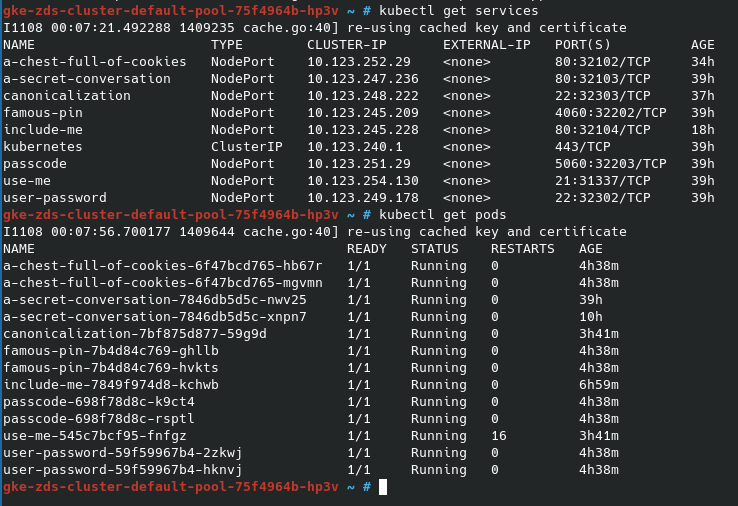 gke-zds-cluster-default-pool-75f4964b-hp3v ~ # kubectl get services
I1108 00:07:21.492288 1409235 cache.go:40] re-using cached key and certificate
NAME TYPE CLUSTER-IP EXTERNAL-IP PORT(S) AGE
a-chest-full-of-cookies NodePort 10.123.252.29 <none> 80:32102/TCP 34h
a-secret-conversation NodePort 10.123.247.236 <none> 80:32103/TCP 39h
canonicalization NodePort 10.123.248.222 <none> 22:32303/TCP 37h
famous-pin NodePort 10.123.245.209 <none> 4060:32202/TCP 39h
include-me NodePort 10.123.245.228 <none> 80:32104/TCP 18h
kubernetes ClusterIP 10.123.240.1 <none> 443/TCP 39h
passcode NodePort 10.123.251.29 <none> 5060:32203/TCP 39h
use-me NodePort 10.123.254.130 <none> 21:31337/TCP 39h
user-password NodePort 10.123.249.178 <none> 22:32302/TCP 39h
gke-zds-cluster-default-pool-75f4964b-hp3v ~ # kubectl get pods
I1108 00:07:56.700177 1409644 cache.go:40] re-using cached key and certificate
NAME READY STATUS RESTARTS AGE
a-chest-full-of-cookies-6f47bcd765-hb67r 1/1 Running 0 4h38m
a-chest-full-of-cookies-6f47bcd765-mgvmn 1/1 Running 0 4h38m
a-secret-conversation-7846db5d5c-nwv25 1/1 Running 0 39h
a-secret-conversation-7846db5d5c-xnpn7 1/1 Running 0 10h
canonicalization-7bf875d877-59g9d 1/1 Running 0 3h41m
famous-pin-7b4d84c769-ghllb 1/1 Running 0 4h38m
famous-pin-7b4d84c769-hvkts 1/1 Running 0 4h38m
include-me-7849f974d8-kchwb 1/1 Running 0 6h59m
passcode-698f78d8c-k9ct4 1/1 Running 0 4h38m
passcode-698f78d8c-rsptl 1/1 Running 0 4h38m
use-me-545c7bcf95-fnfgz 1/1 Running 16 3h41m
user-password-59f59967b4-2zkwj 1/1 Running 0 4h38m
user-password-59f59967b4-hknvj 1/1 Running 0 4h38m
gke-zds-cluster-default-pool-75f4964b-hp3v ~ #